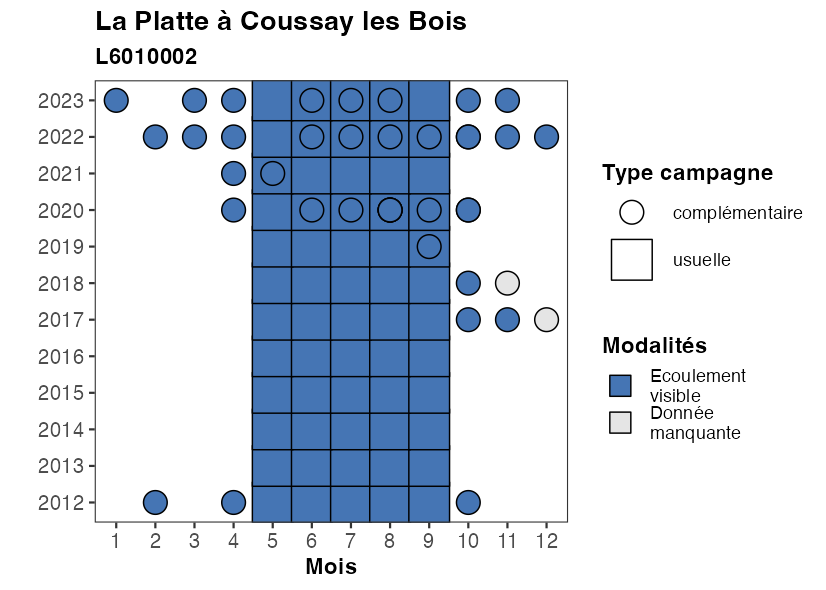 La Platte à Coussay les Bois
L6010002
2023
2022
2021
2020
2019
2018
2017
2016
2015
2014
2013
2012
1 2 3 4 5 6 7 8 9 10 11 12
Mois
Type campagne
complémentaire
usuelle
Modalités
Ecoulement
visible
Donnée
manquante